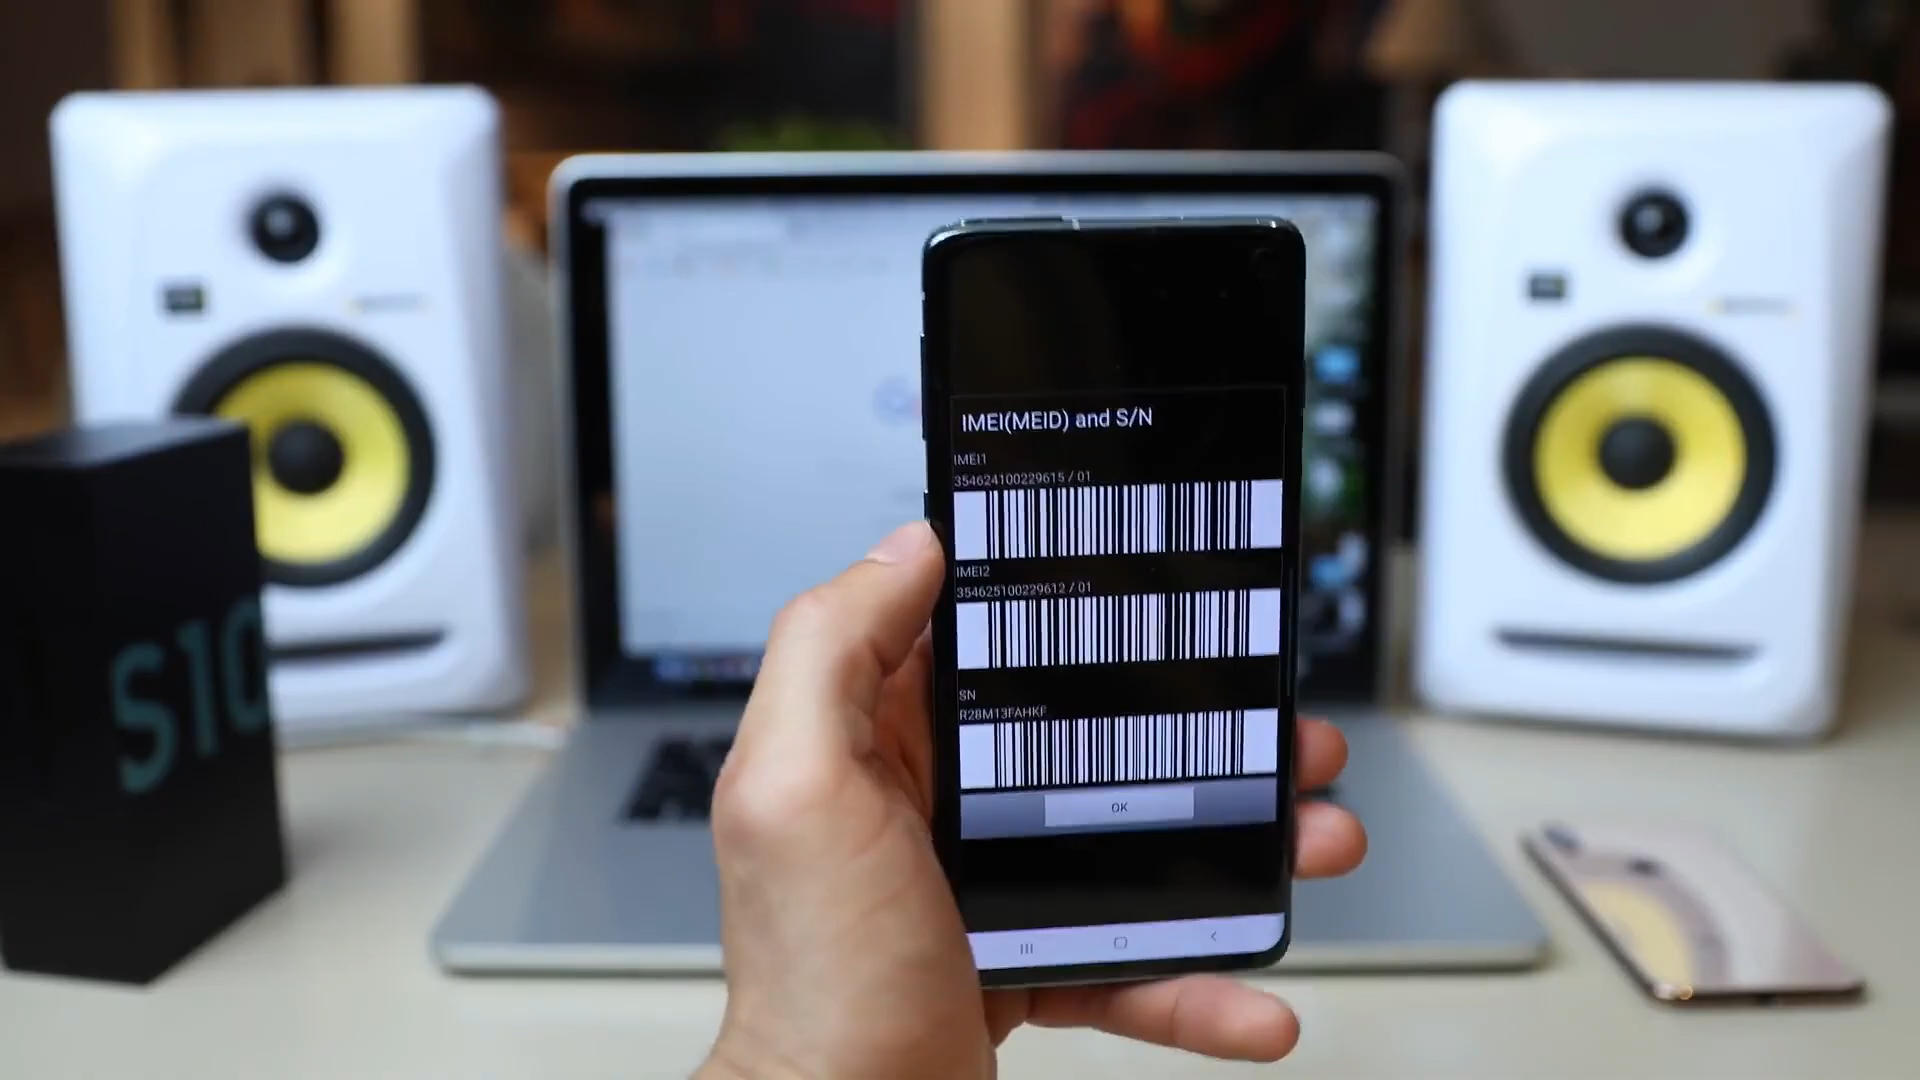 IMEI(MEID) and S/N
IMEI1
354624100229615 / 01
IMEI2
354625100229612 / 01
SN
R28M13FAHKF
OK
S10